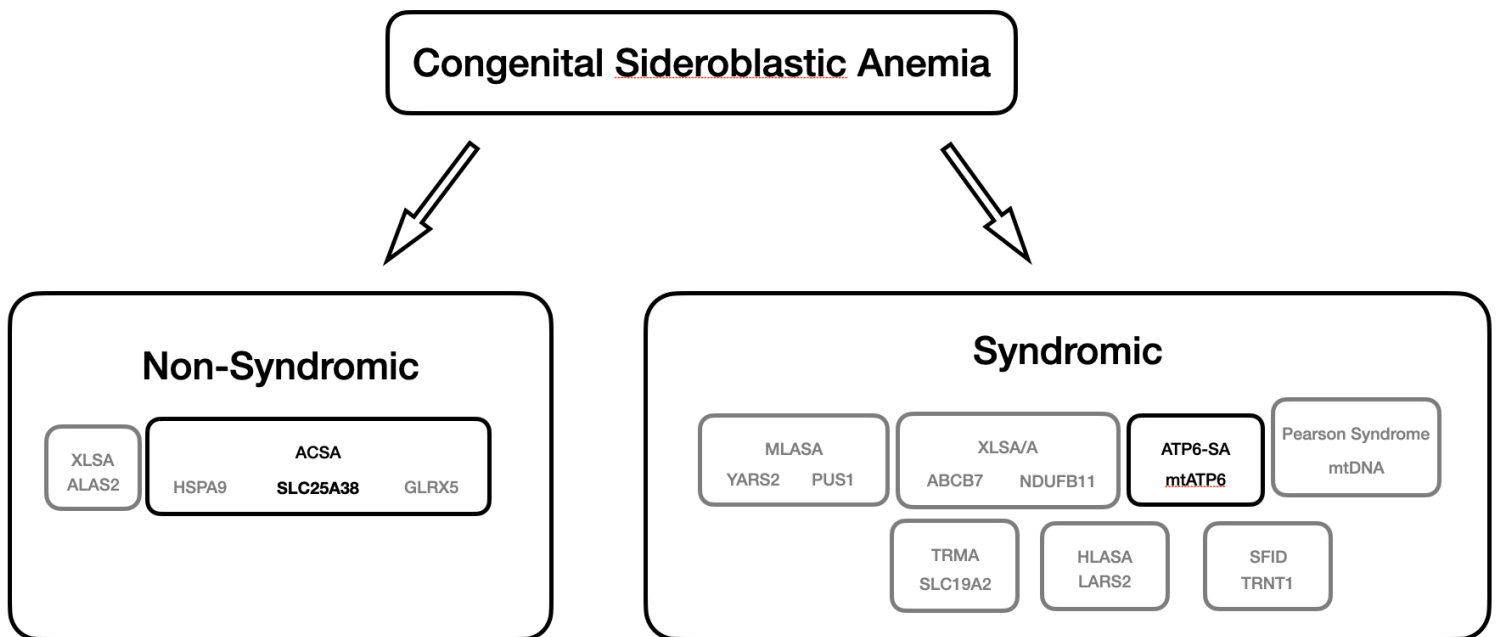 Congenital Sideroblastic Anemia
Non-Syndromic
XLSA
ALAS2
ACSA
HSPA9 SLC25A38 GLRX5
Syndromic
MLASA
YARS2 PUS1
XLSA/A
ABCB7 NDUFB11
ATP6-SA
mtATP6
Pearson Syndrome
mtDNA
TRMA
SLC19A2
HLASA
LARS2
SFID
TRNT1